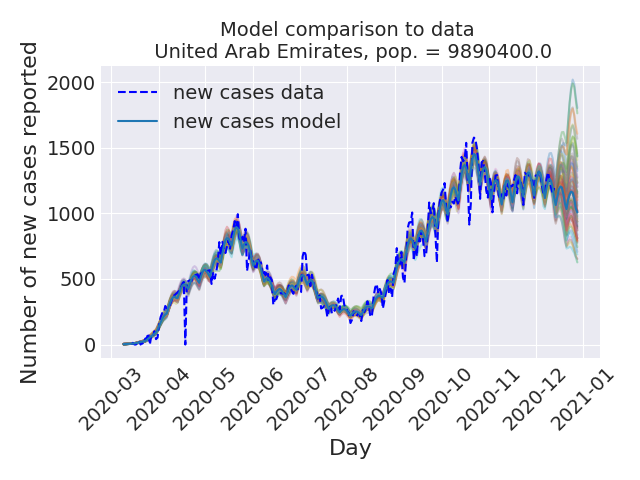 Model comparison to data
United Arab Emirates, pop. = 9890400.0
Number of new cases reported
2000
1500
1000
500
0
new cases data
new cases model
2020-03
2020-04
2020-05
2020-06
2020-07
2020-08
2020-09
2020-10
2020-11
2020-12
2021-01
Day